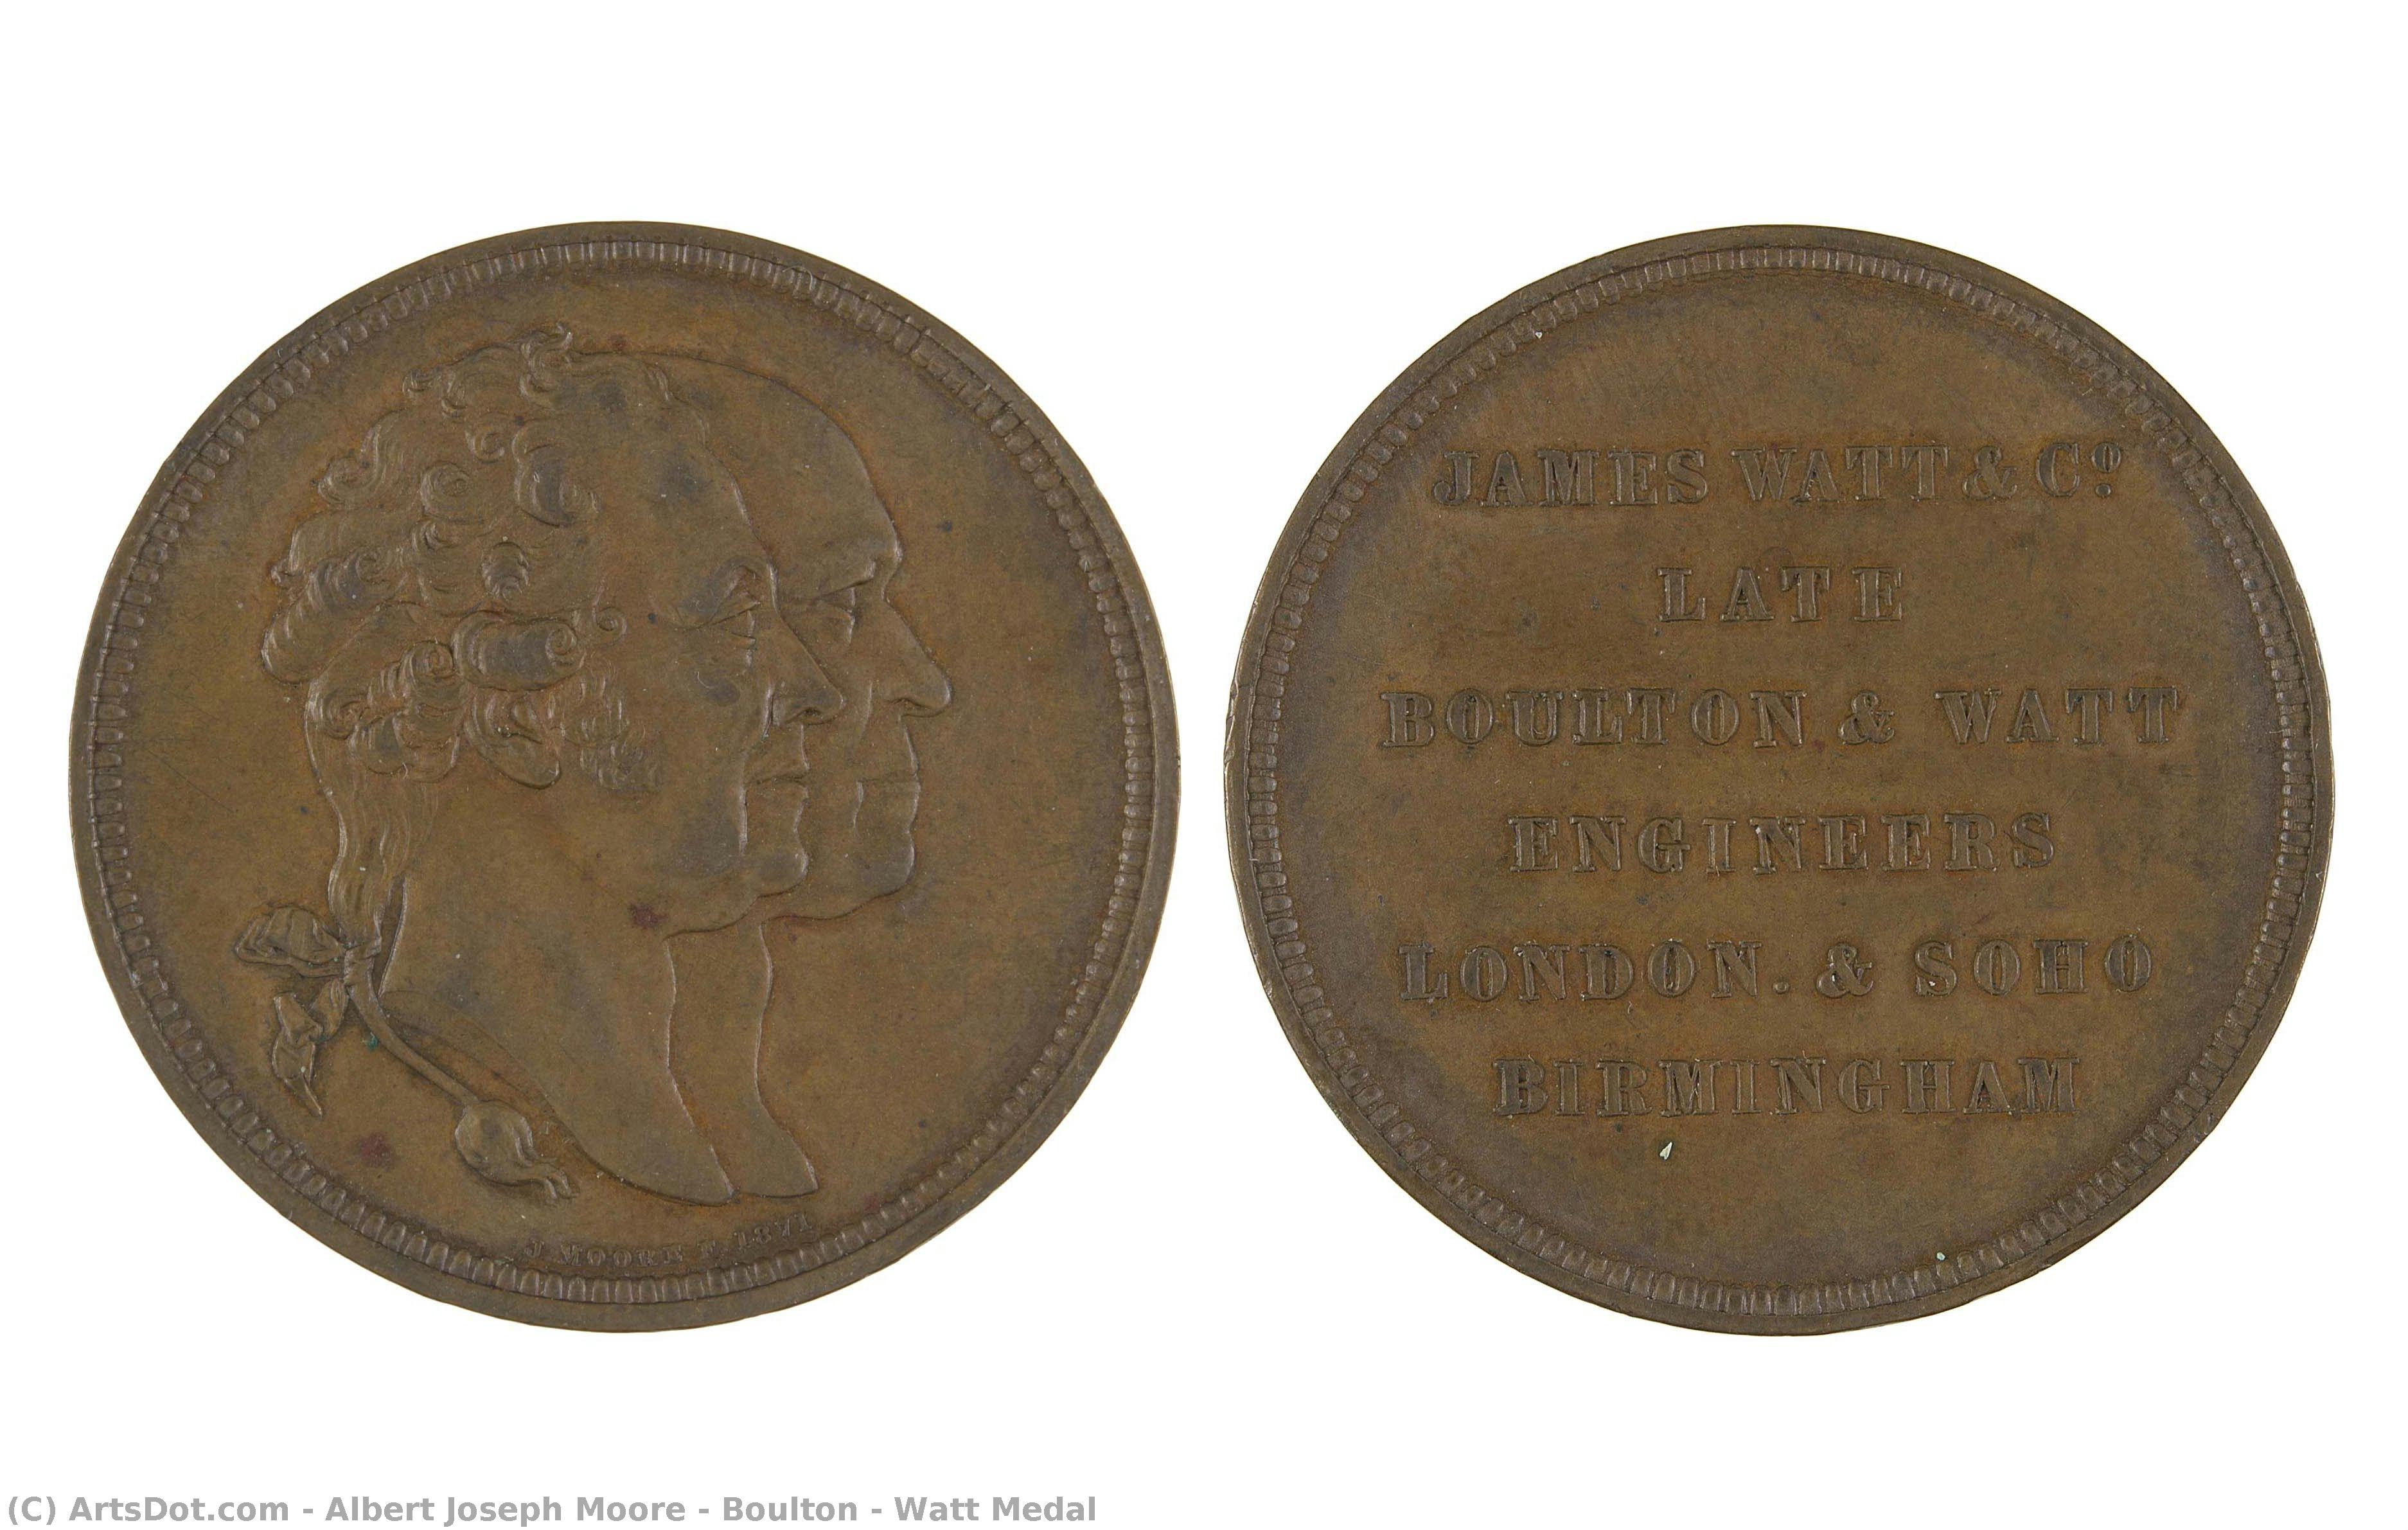 J MOORE F. 1871
JAMES WATT & Cº
LATE
BOULTON & WATT
ENGINEERS
LONDON. & SOHO
BIRMINGHAM
(C) ArtsDot.com - Albert Joseph Moore - Boulton - Watt Medal